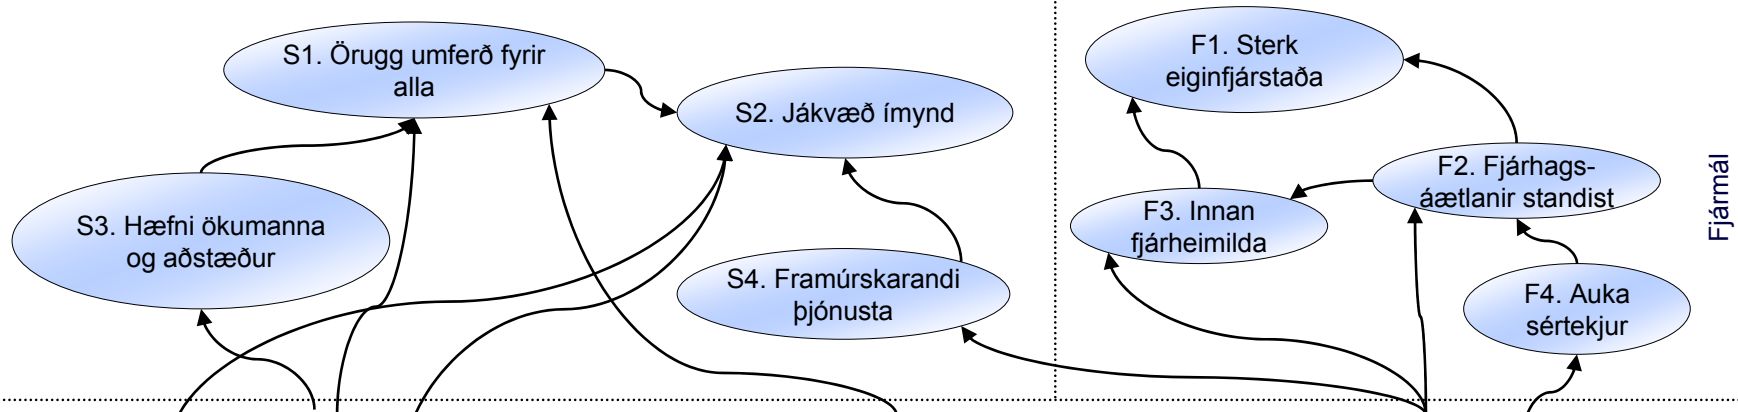 S1. Örugg umferð fyrir
alla
S2. Jákvæð ímynd
S3. Hæfni ökumanna
og aðstæður
S4. Framúrskarandi
þjónusta
F1. Sterk
eiginfjárstaða
F2. Fjárhags-
áætlanir standist
F3. Innan
fjárheimilda
F4. Auka
sértekjur
Fjármál